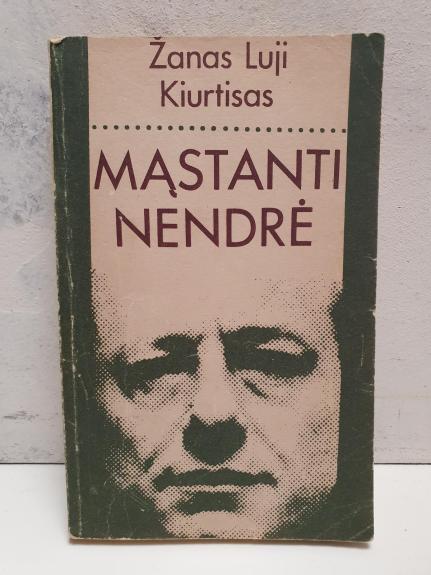 Žanas Luji
Kiurtisas
MĄSTANTI
NENDRĖ